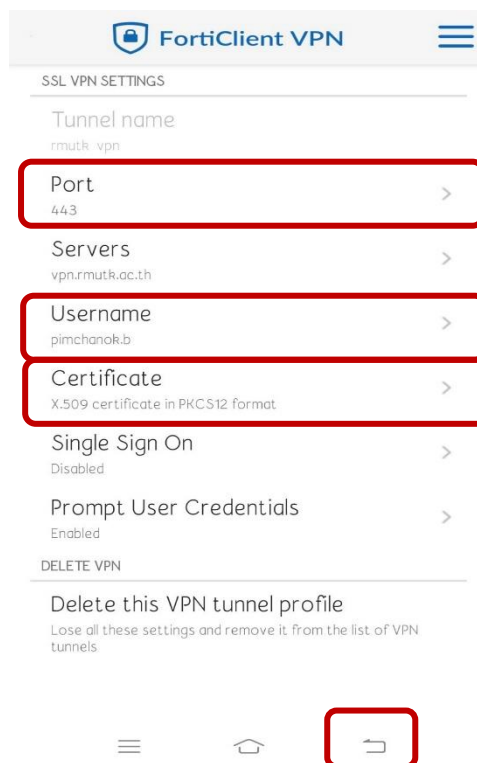 FortiClient VPN
SSL VPN SETTINGS
Tunnel name
rmutk_vpn
Port
443
Servers
vpn.rmutk.ac.th
Username
pimchanok.b
Certificate
X.509 certificate in PKCS12 format
Single Sign On
Disabled
Prompt User Credentials
Enabled
DELETE VPN
Delete this VPN tunnel profile
Lose all these settings and remove it from the list of VPN
tunnels